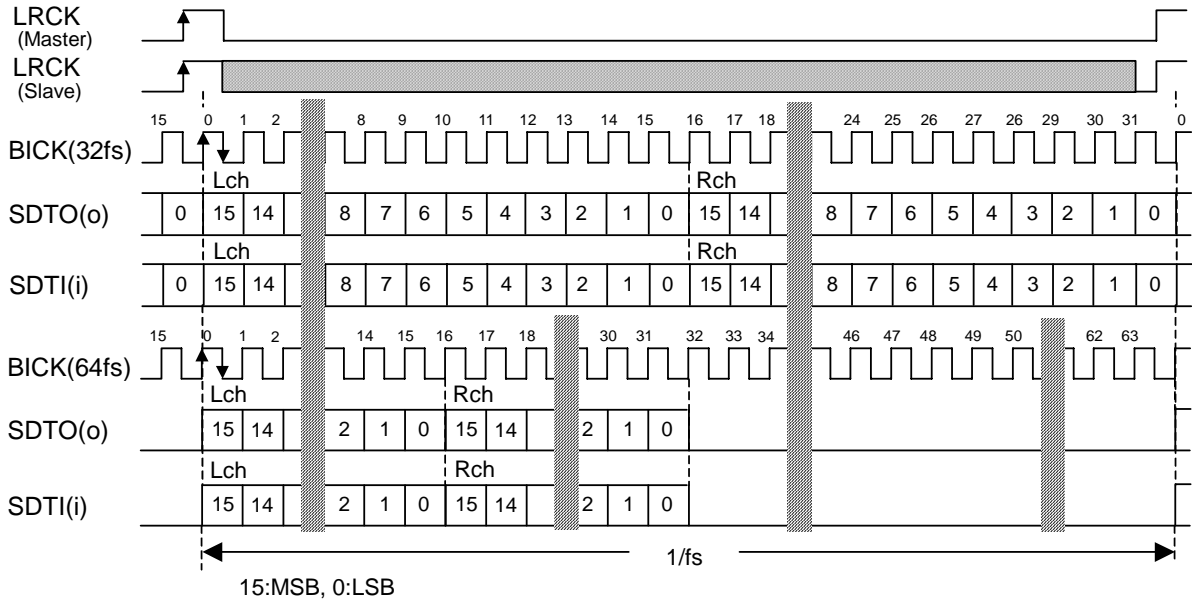 LRCK
(Master)
LRCK
(Slave)
15 0 1 2 8 9 10 11 12 13 14 15 16 17 18 24 25 26 27 26 29 30 31 0
BICK(32fs)
Lch Rch
SDTO(o) 0 15 14 8 7 6 5 4 3 2 1 0 15 14 8 7 6 5 4 3 2 1 0
Lch Rch
SDTI(i) 0 15 14 8 7 6 5 4 3 2 1 0 15 14 8 7 6 5 4 3 2 1 0
15 0 1 2 14 15 16 17 18 30 31 32 33 34 46 47 48 49 50 62 63
BICK(64fs)
Lch Rch
SDTO(o) 15 14 2 1 0 15 14 2 1 0
Lch Rch
SDTI(i) 15 14 2 1 0 15 14 2 1 0
1/fs
15:MSB, 0:LSB